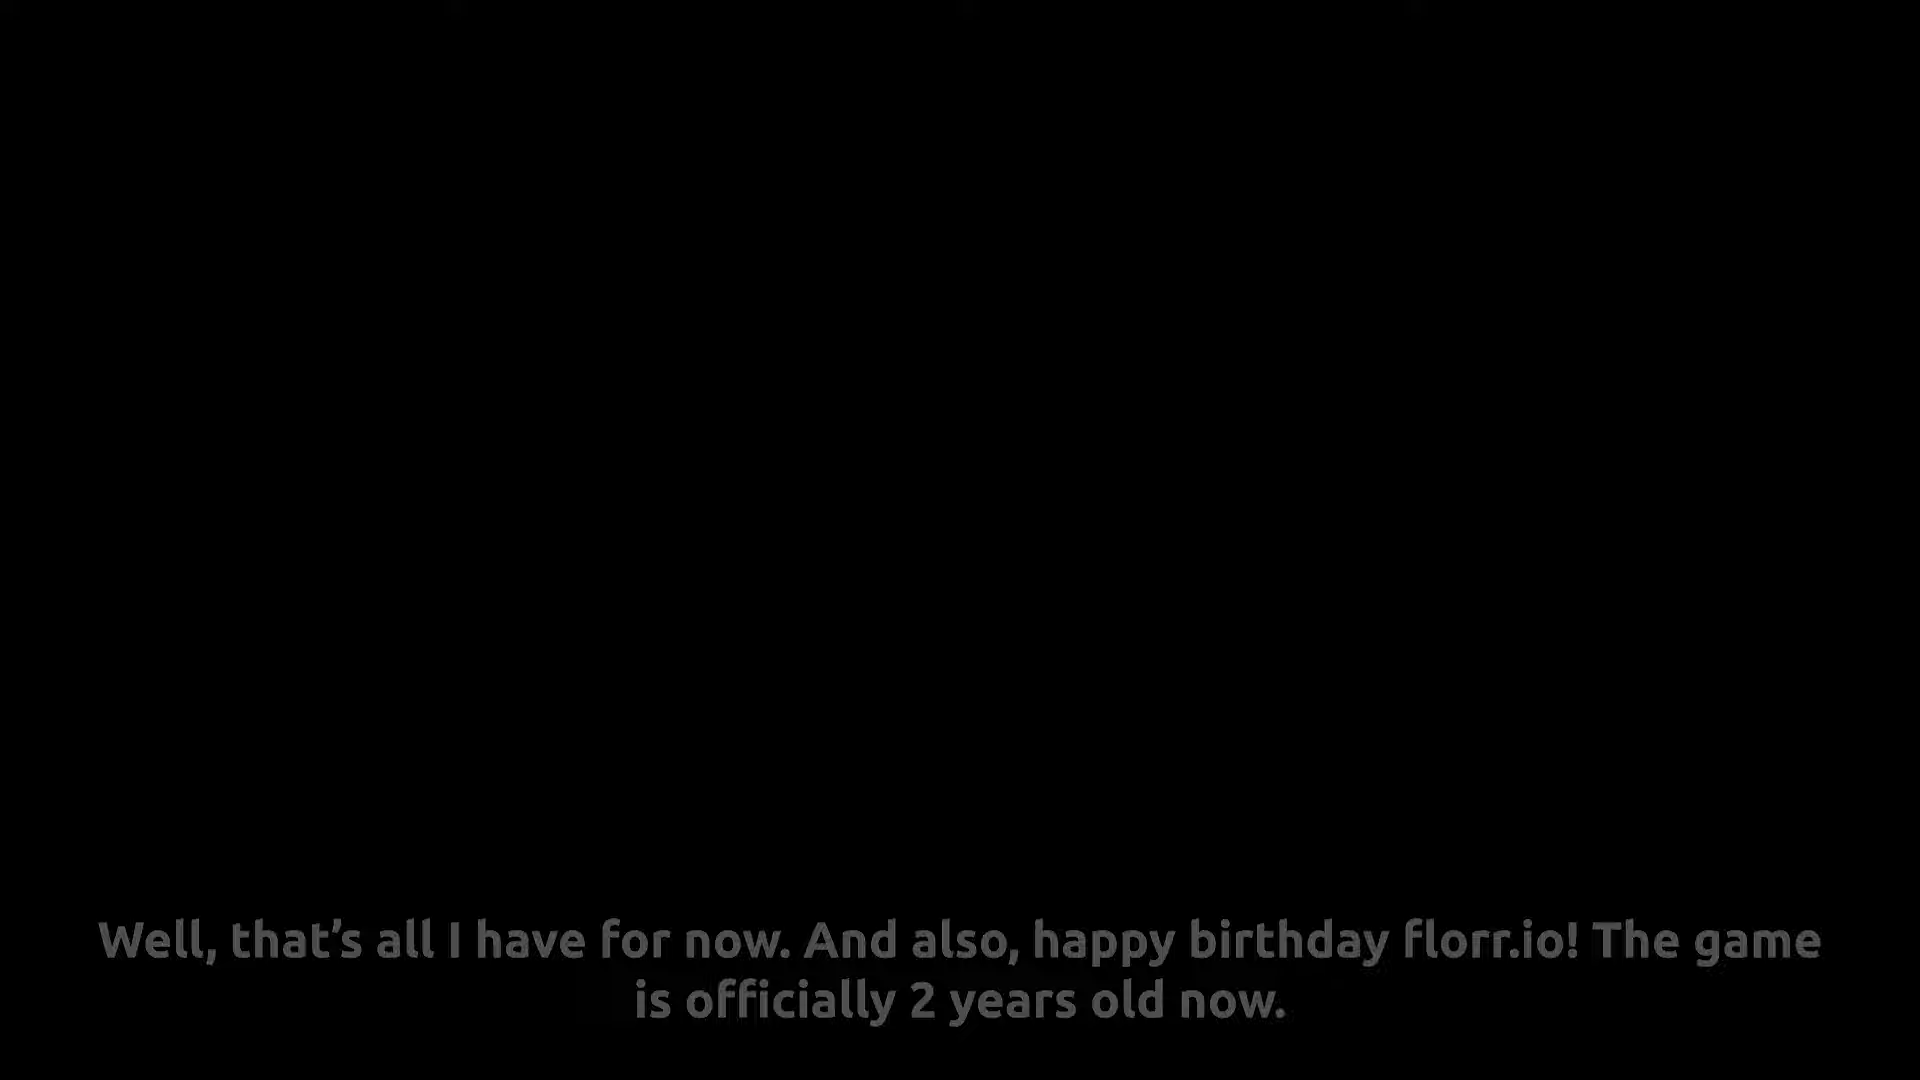 Well, that’s all I have for now. And also, happy birthday florr.io! The game
is officially 2 years old now.